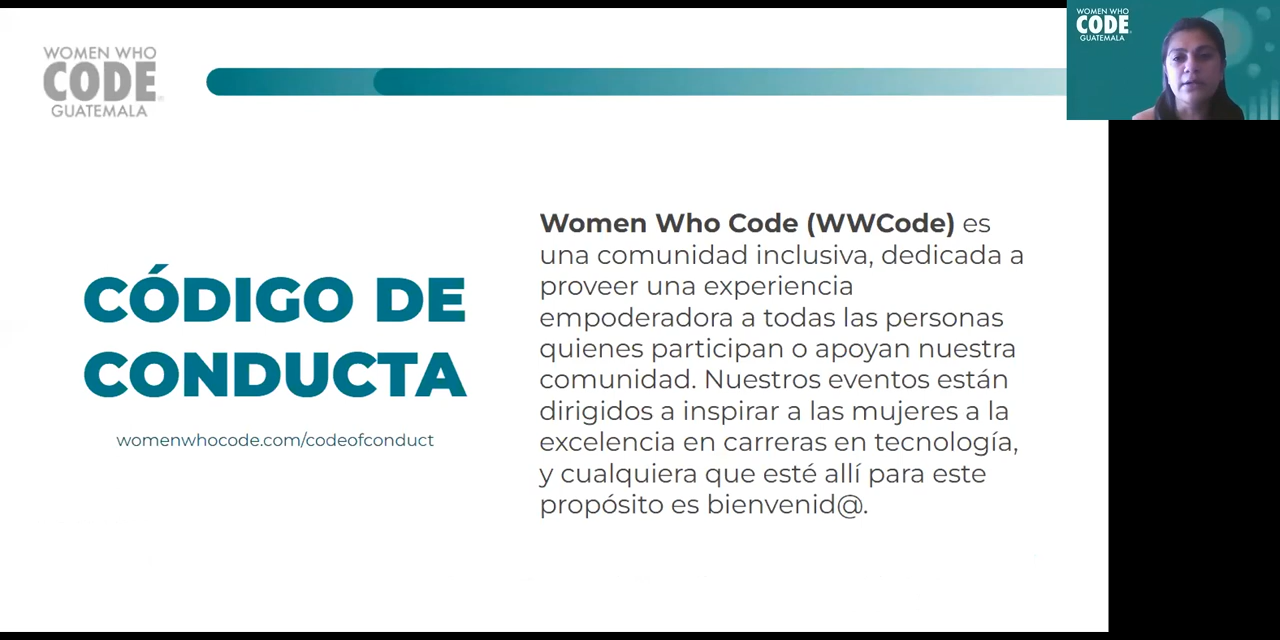 WOMEN WHO
CODE
GUATEMALA
WOMEN WHO
CODE
GUATEMALA
CÓDIGO DE
CONDUCTA
womenwhocode.com/codeofconduct
Women Who Code (WWCode) es
una comunidad inclusiva, dedicada a
proveer una experiencia
empoderadora a todas las personas
quienes participan o apoyan nuestra
comunidad. Nuestros eventos están
dirigidos a inspirar a las mujeres a la
excelencia en carreras en tecnología,
y cualquiera que esté allí para este
propósito es bienvenid@.